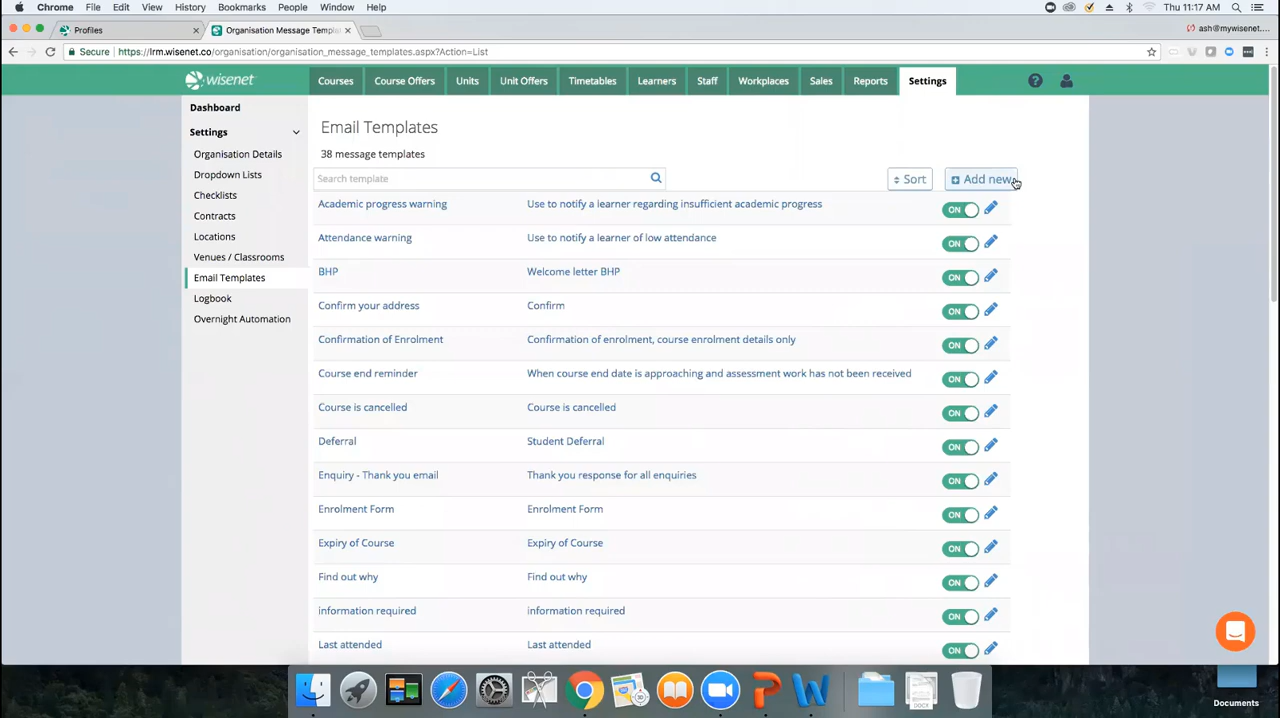 Chrome File Edit View History Bookmarks People Window Help Thu 11:17 AM
Profiles × Organisation Message Templa ×
Secure https://lrm.wisenet.co/organisation/organisation_message_templates.aspx?Action=List ash@mywisenet....
wisenet Courses Course Offers Units Unit Offers Timetables Learners Staff Workplaces Sales Reports Settings
Dashboard
Settings
Organisation Details
Dropdown Lists
Checklists
Contracts
Locations
Venues / Classrooms
Email Templates
Logbook
Overnight Automation
Email Templates
38 message templates
Search template Sort Add new
Academic progress warning Use to notify a learner regarding insufficient academic progress ON
Attendance warning Use to notify a learner of low attendance ON
BHP Welcome letter BHP ON
Confirm your address Confirm ON
Confirmation of Enrolment Confirmation of enrolment, course enrolment details only ON
Course end reminder When course end date is approaching and assessment work has not been received ON
Course is cancelled Course is cancelled ON
Deferral Student Deferral ON
Enquiry - Thank you email Thank you response for all enquiries ON
Enrolment Form Enrolment Form ON
Expiry of Course Expiry of Course ON
Find out why Find out why ON
information required information required ON
Last attended Last attended ON
Documents